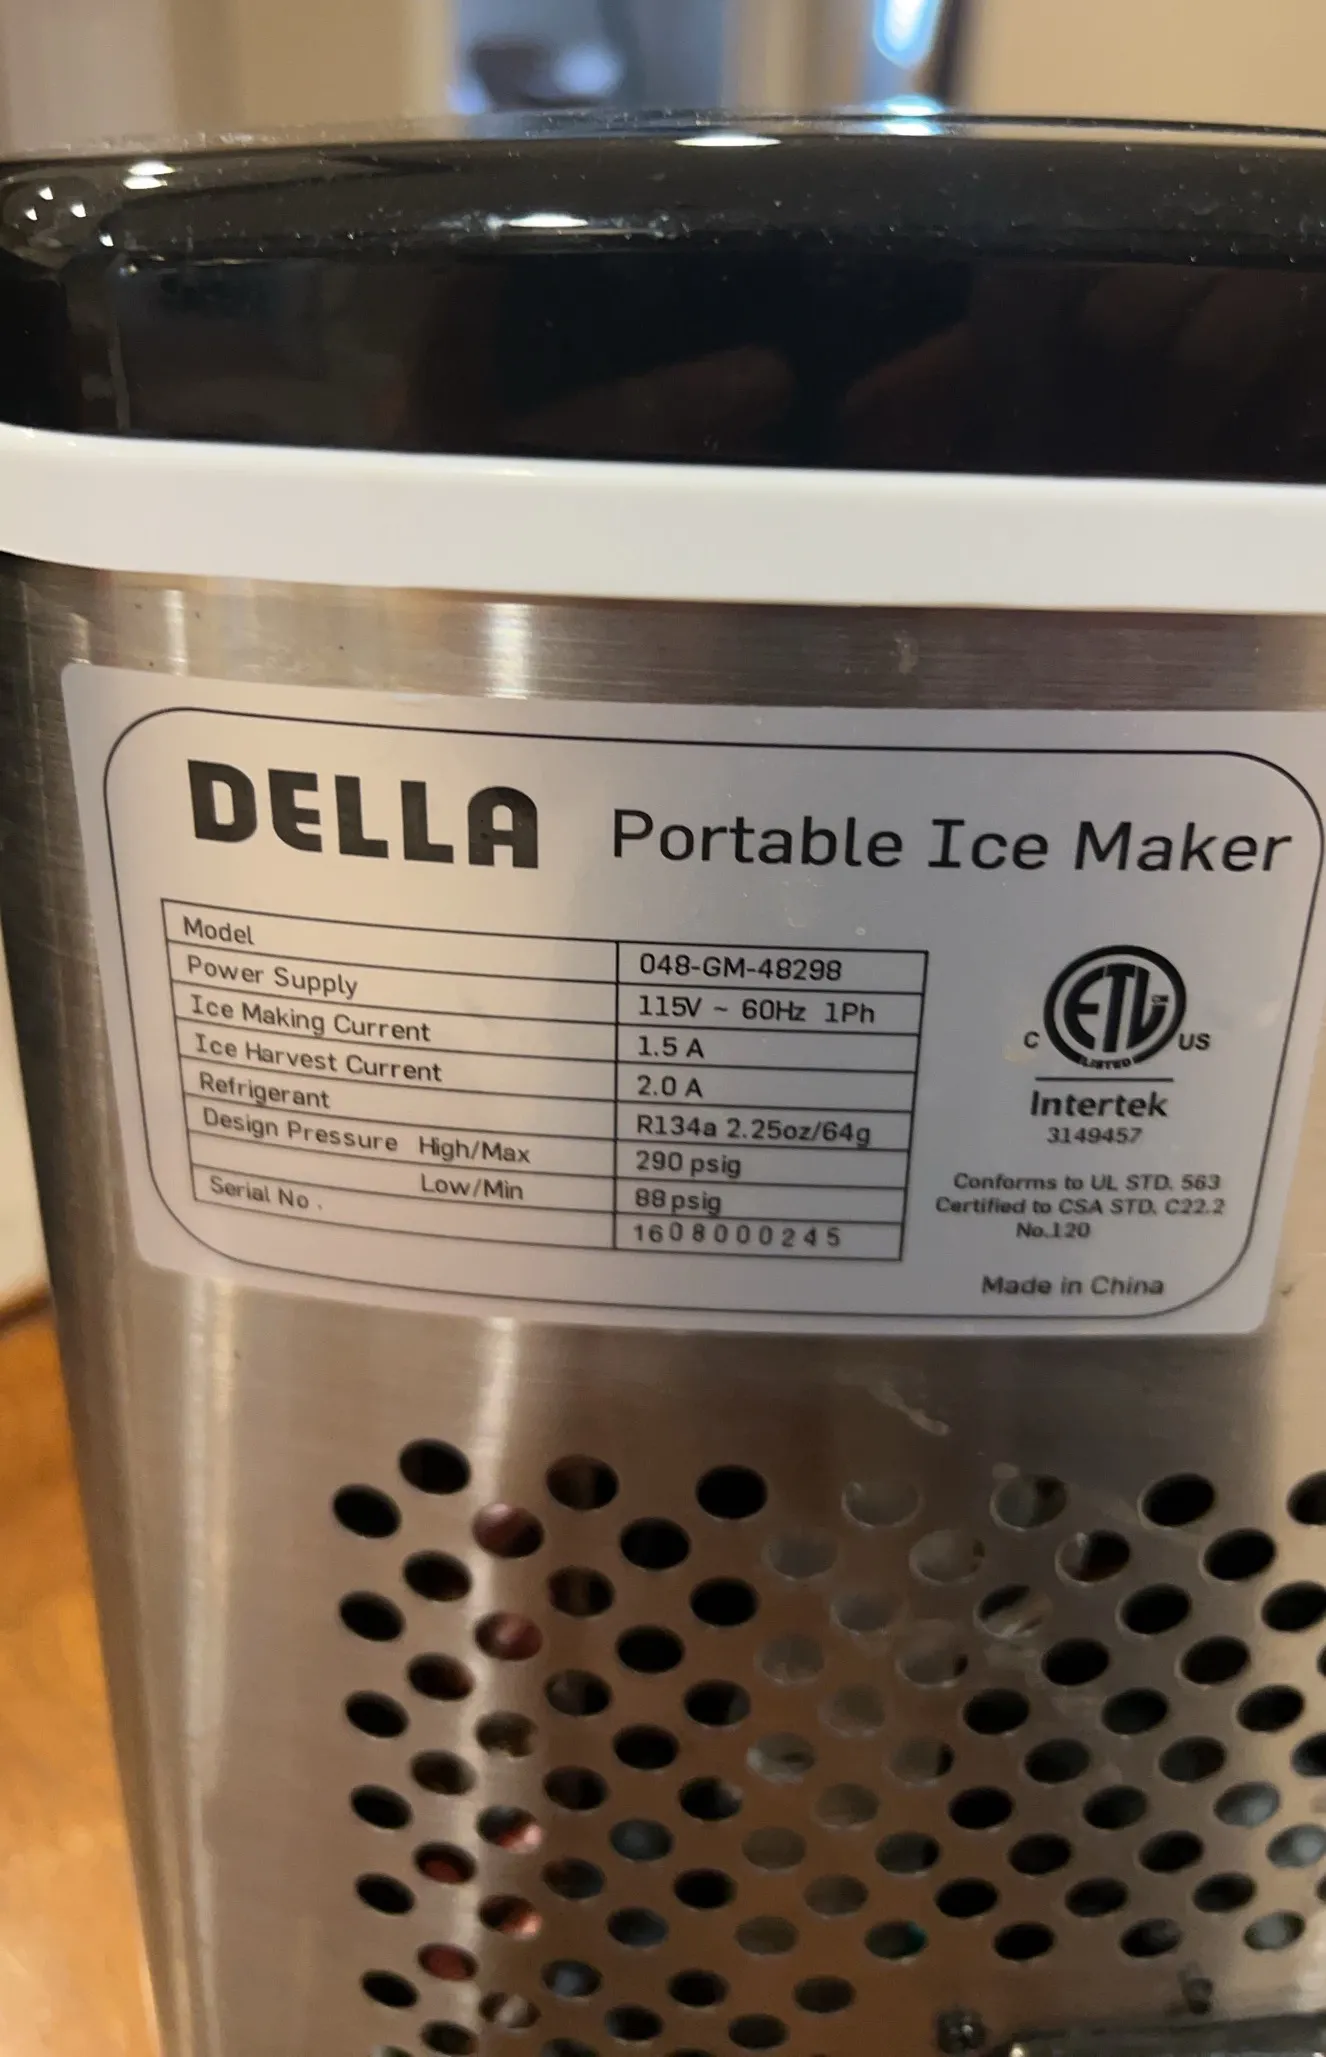 DELLA Portable Ice Maker
Model 048-GM-48298
Power Supply 115V ~ 60Hz 1Ph
Ice Making Current 1.5 A
Ice Harvest Current 2.0 A
Refrigerant R134a 2.25oz/64g
Design Pressure High/Max 290 psig
Low/Min 88 psig
Serial No. 1608000245
ETL CM
C US
LISTED
Intertek
3149457
Conforms to UL STD. 563
Certified to CSA STD. C22.2
No.120
Made in China